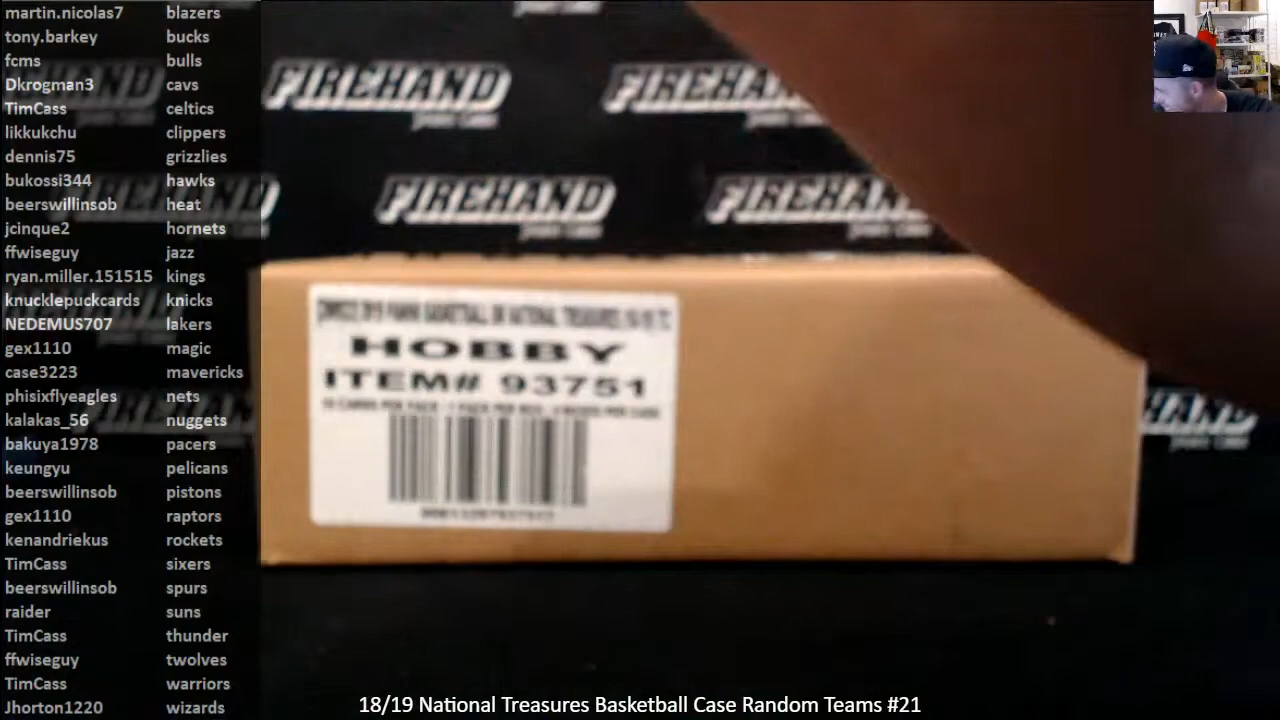 martin.nicolas7 blazers
tony.barkey bucks
fcms bulls
Dkrogman3 cavs
TimCass celtics
likkukchu clippers
dennis75 grizzlies
bukossi344 hawks
beerswillinsob heat
jcinque2 hornets
ffwiseguy jazz
ryan.miller.151515 kings
knucklepuckcards knicks
NEDEMUS707 lakers
gex1110 magic
case3223 mavericks
phisixflyeagles nets
kalakas_56 nuggets
bakuya1978 pacers
keungyu pelicans
beerswillinsob pistons
gex1110 raptors
kenandriekus rockets
TimCass sixers
beerswillinsob spurs
raider suns
TimCass thunder
ffwiseguy twolves
TimCass warriors
Jhorton1220 wizards
FIREHAND FIREHAND
FIREHAND FIREHAND
HOBBY
ITEM# 93751
18/19 National Treasures Basketball Case Random Teams #21